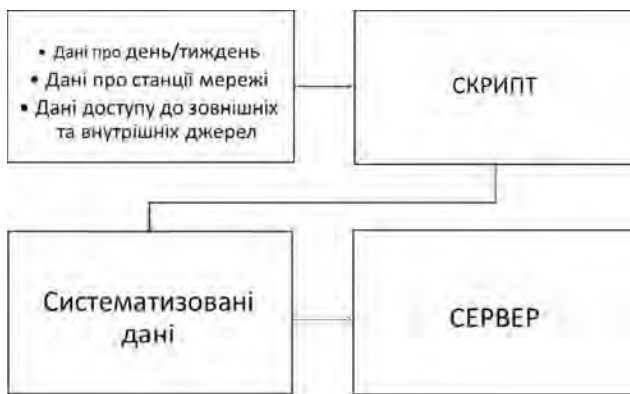 • Дані про день/тиждень
• Дані про станції мережі
• Дані доступу до зовнішніх
та внутрішніх джерел
СКРИПТ
Систематизовані
дані
СЕРВЕР